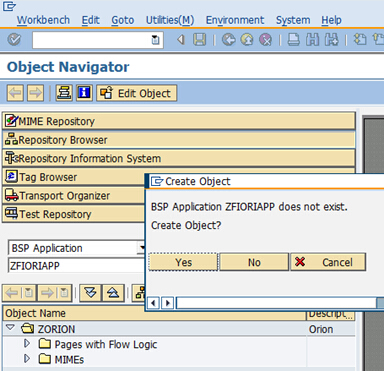 Workbench Edit Goto Utilities(M) Environment System Help
Object Navigator
Edit Object
MIME Repository
Repository Browser
Repository Information System
Tag Browser
Transport Organizer
Test Repository
Create Object
BSP Application ZFIORIAPP does not exist.
Create Object?
Yes No Cancel
BSP Application
ZFIORIAPP
Object Name Descript
ZORION Orion
Pages with Flow Logic
MIMEs